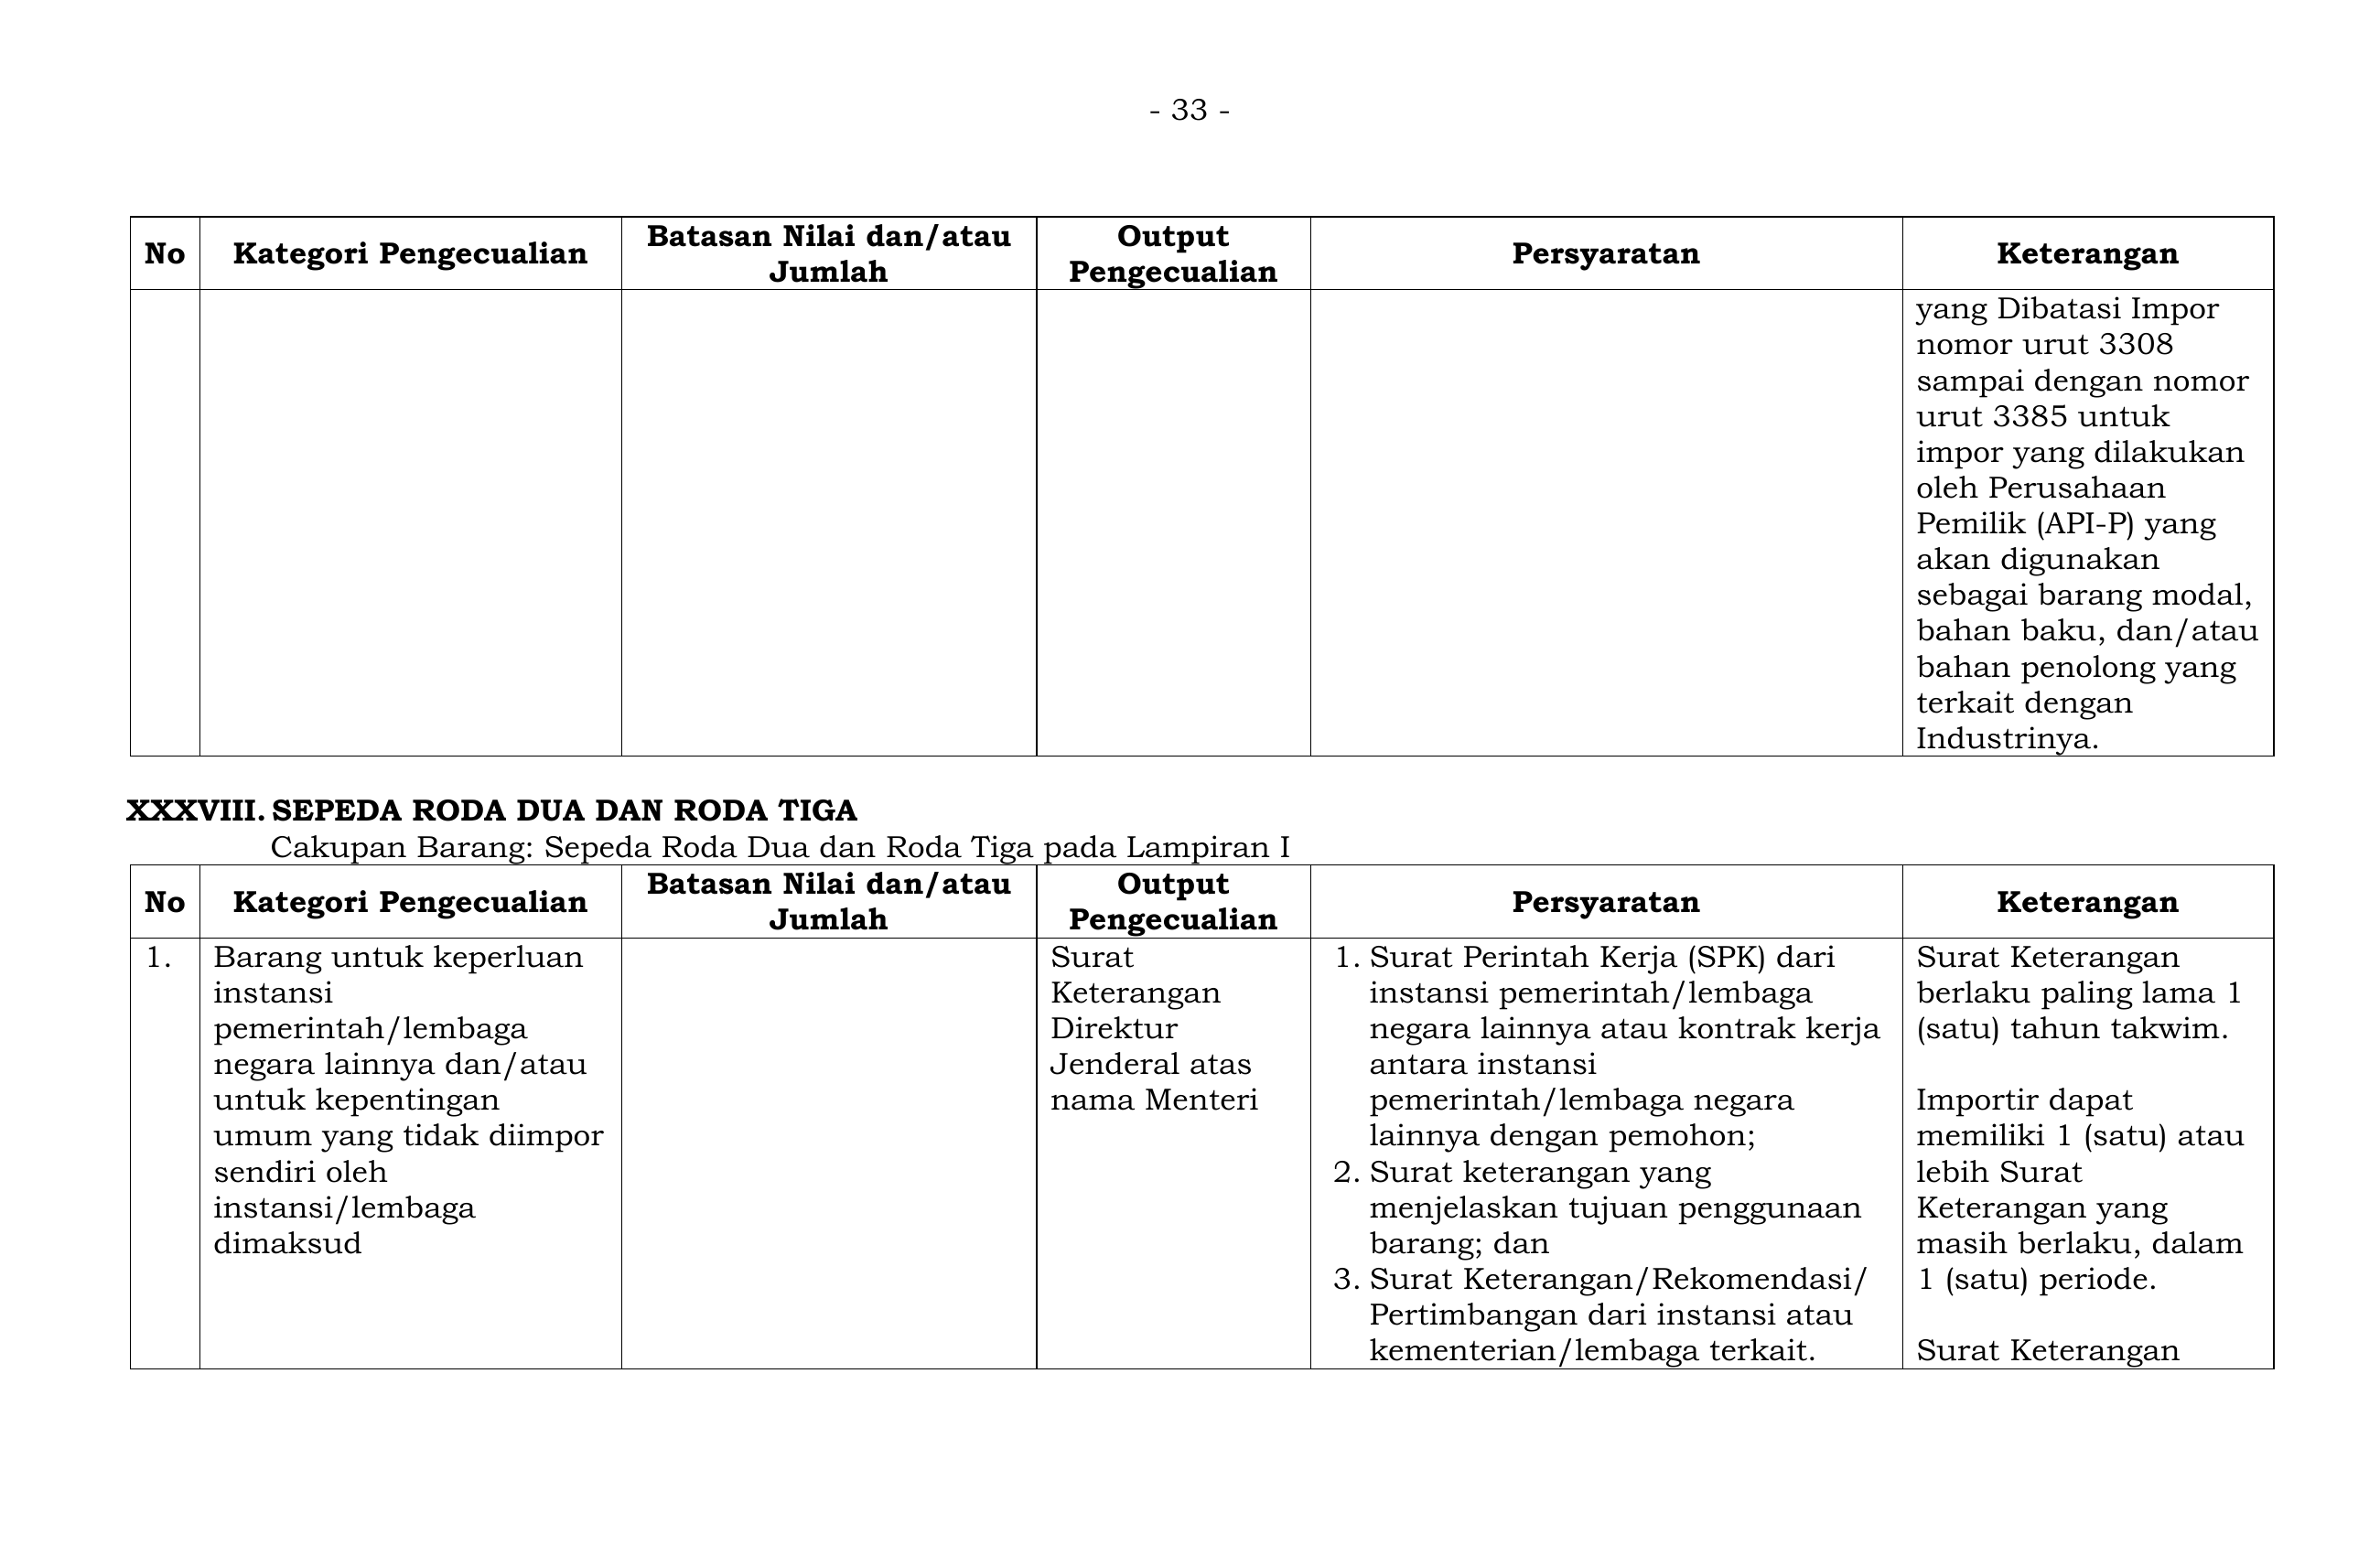 - 33 -
No
Kategori Pengecualian
Batasan Nilai dan/atau
Jumlah
Output
Pengecualian
Persyaratan
Keterangan
yang Dibatasi Impor
nomor urut 3308
sampai dengan nomor
urut 3385 untuk
impor yang dilakukan
oleh Perusahaan
Pemilik (API-P) yang
akan digunakan
sebagai barang modal,
bahan baku, dan/atau
bahan penolong yang
terkait dengan
Industrinya.
XXXVIII. SEPEDA RODA DUA DAN RODA TIGA
Cakupan Barang: Sepeda Roda Dua dan Roda Tiga pada Lampiran I
No
Kategori Pengecualian
Batasan Nilai dan/atau
Jumlah
Output
Pengecualian
Persyaratan
Keterangan
1.
Barang untuk keperluan
instansi
pemerintah/lembaga
negara lainnya dan/atau
untuk kepentingan
umum yang tidak diimpor
sendiri oleh
instansi/lembaga
dimaksud
Surat
Keterangan
Direktur
Jenderal atas
nama Menteri
1. Surat Perintah Kerja (SPK) dari
instansi pemerintah/lembaga
negara lainnya atau kontrak kerja
antara instansi
pemerintah/lembaga negara
lainnya dengan pemohon;
2. Surat keterangan yang
menjelaskan tujuan penggunaan
barang; dan
3. Surat Keterangan/Rekomendasi/
Pertimbangan dari instansi atau
kementerian/lembaga terkait.
Surat Keterangan
berlaku paling lama 1
(satu) tahun takwim.
Importir dapat
memiliki 1 (satu) atau
lebih Surat
Keterangan yang
masih berlaku, dalam
1 (satu) periode.
Surat Keterangan